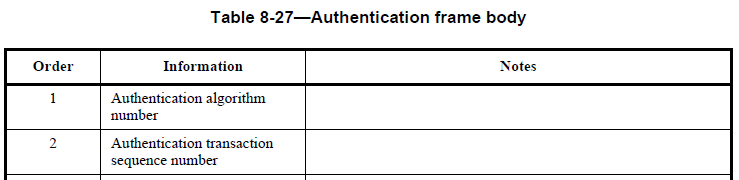 Table 8-27—Authentication frame body
Order Information Notes
1 Authentication algorithm
number
2 Authentication transaction
sequence number